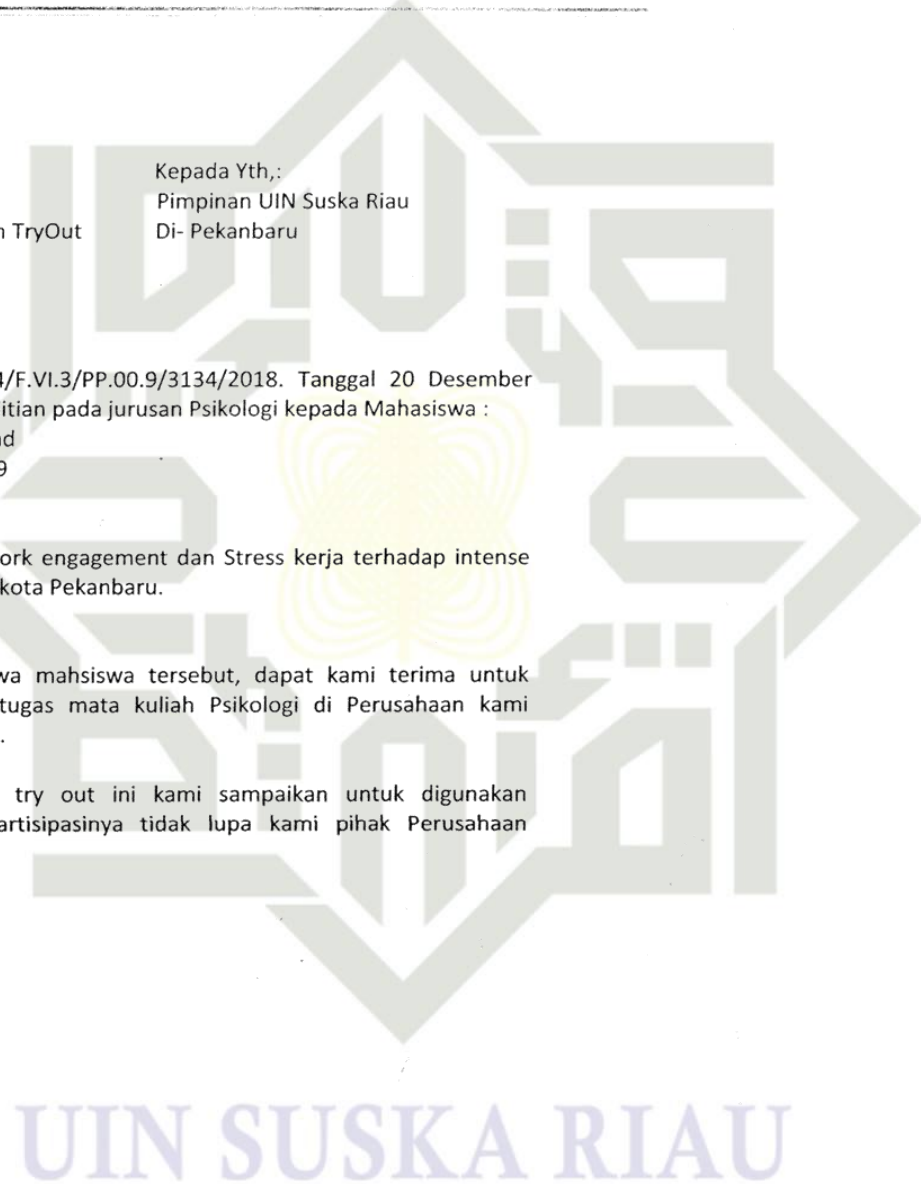 Kepada Yth,:
Pimpinan UIN Suska Riau
n TryOut Di- Pekanbaru
4/F.VI.3/PP.00.9/3134/2018. Tanggal 20 Desember
itian pada jurusan Psikologi kepada Mahasiswa :
ad
9
ork engagement dan Stress kerja terhadap intense
kota Pekanbaru.
wa mahsiswa tersebut, dapat kami terima untuk
tugas mata kuliah Psikologi di Perusahaan kami
.
try out ini kami sampaikan untuk digunakan
artisipasinya tidak lupa kami pihak Perusahaan
UIN SUSKA RIAU